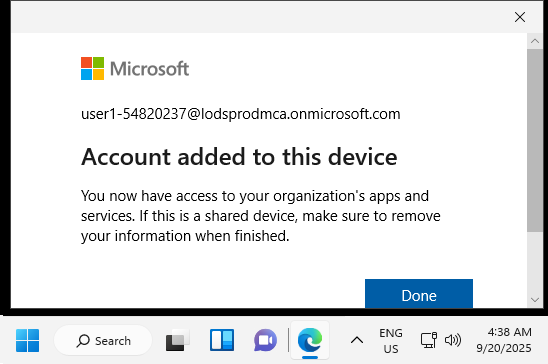 Microsoft
user1-54820237@lodsprodmca.onmicrosoft.com
Account added to this device
You now have access to your organization's apps and
services. If this is a shared device, make sure to remove
your information when finished.
Done
Search
ENG
US
4:38 AM
9/20/2025